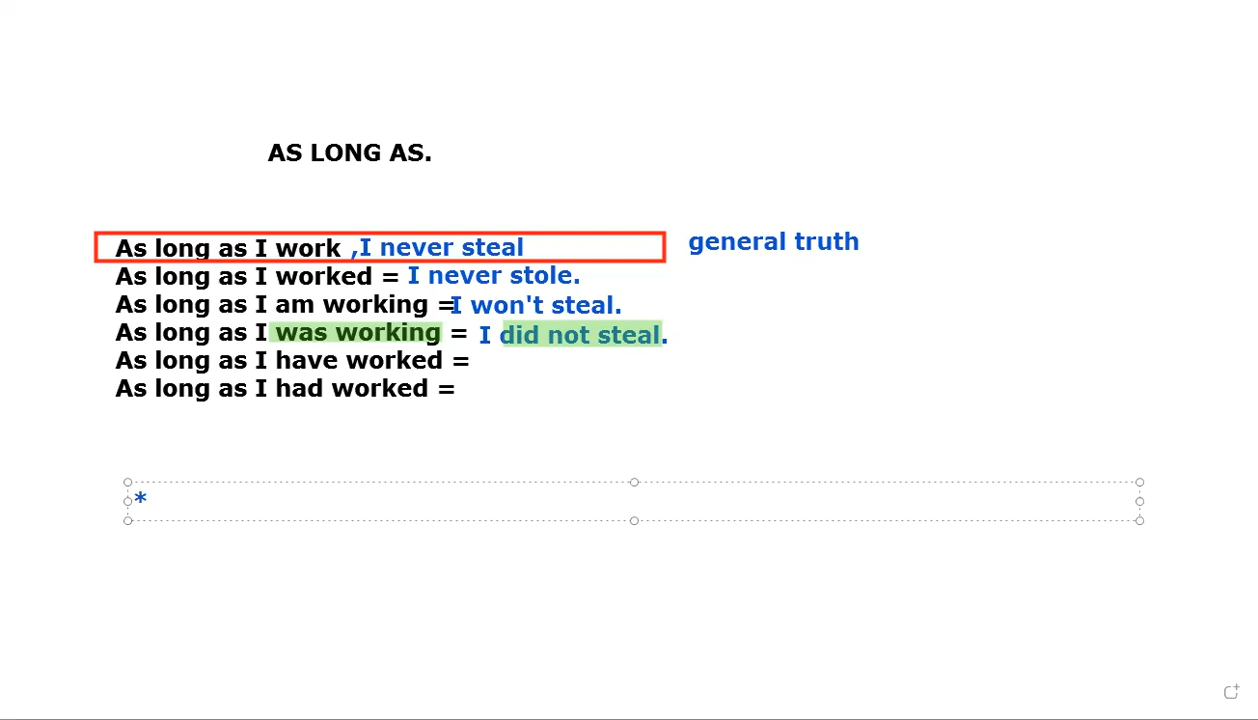 AS LONG AS.
As long as I work ,I never steal general truth
As long as I worked = I never stole.
As long as I am working =I won't steal.
As long as I was working = I did not steal.
As long as I have worked =
As long as I had worked =
*